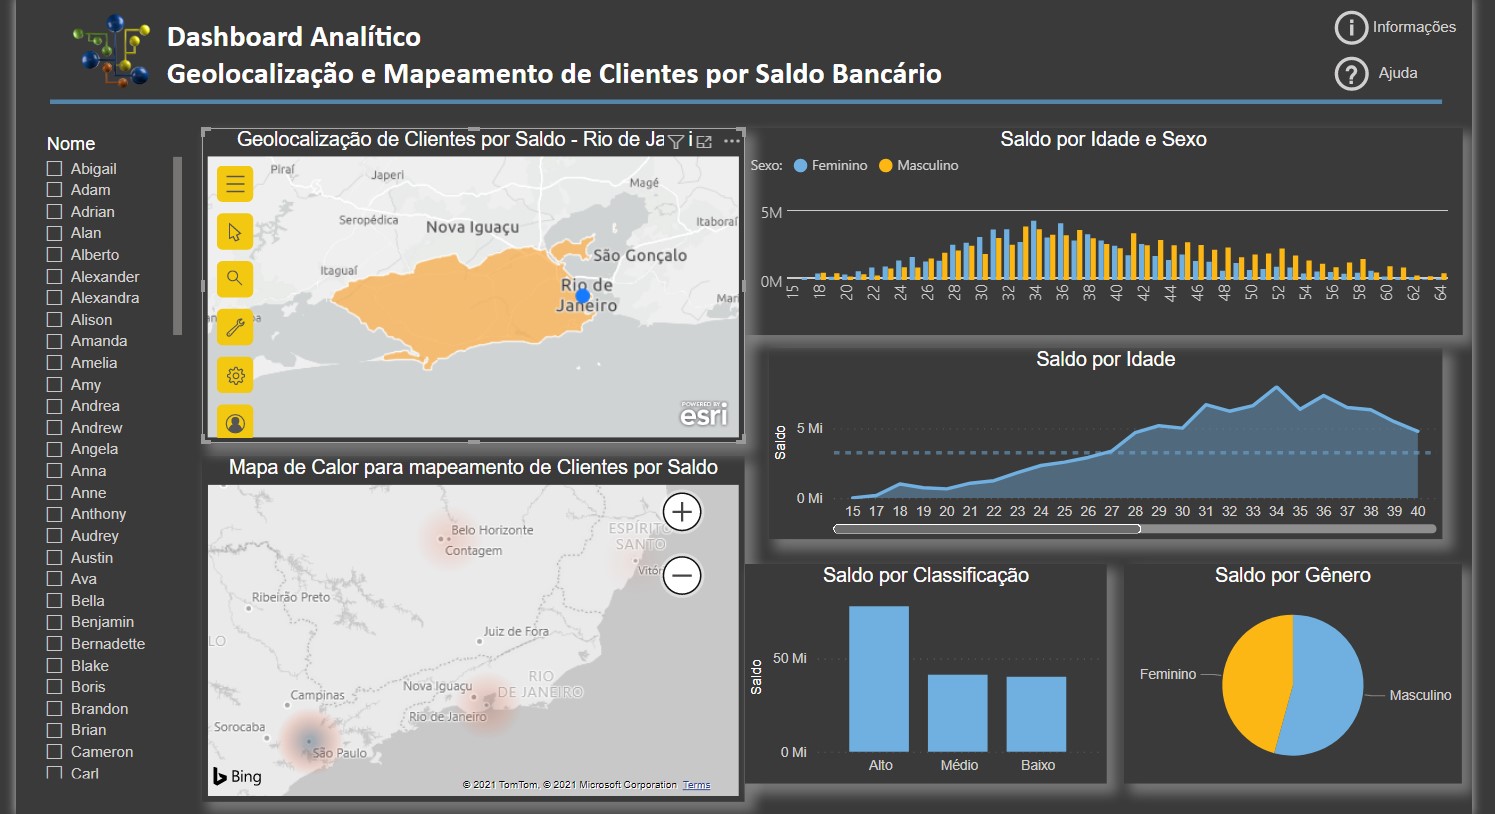 Dashboard Analítico
Geolocalização e Mapeamento de Clientes por Saldo Bancário
Informações
Ajuda
Nome
Abigail
Adam
Adrian
Alan
Alberto
Alexander
Alexandra
Alison
Amanda
Amelia
Amy
Andrea
Andrew
Angela
Anna
Anne
Anthony
Audrey
Austin
Ava
Bella
Benjamin
Bernadette
Blake
Boris
Brandon
Brian
Cameron
Carl
Geolocalização de Clientes por Saldo - Rio de Ja i
Piraí
Japeri
Magé
Seropédica
Nova Iguaçu
Itaboraí
São Gonçalo
Itaguaí
Rio de
Janeiro
Mari
POWERED BY
esri
Mapa de Calor para mapeamento de Clientes por Saldo
Belo Horizonte
Contagem
ESPÍRITO
SANTO
Vitór
Ribeirão Preto
LO
Juiz de Fora
RIO
DE JANEIRO
Nova Iguaçu
Campinas
Rio de Janeiro
Sorocaba
São Paulo
Bing
© 2021 TomTom, © 2021 Microsoft Corporation Terms
Saldo por Idade e Sexo
Sexo: Feminino Masculino
5M
0M
15 18 20 22 24 26 28 30 32 34 36 38 40 42 44 46 48 50 52 54 56 58 60 62 64
Saldo por Idade
Saldo
5 Mi
0 Mi
15 17 18 19 20 21 22 23 24 25 26 27 28 29 30 31 32 33 34 35 36 37 38 39 40
Saldo por Classificação
Saldo
50 Mi
0 Mi
Alto Médio Baixo
Saldo por Gênero
Feminino
Masculino